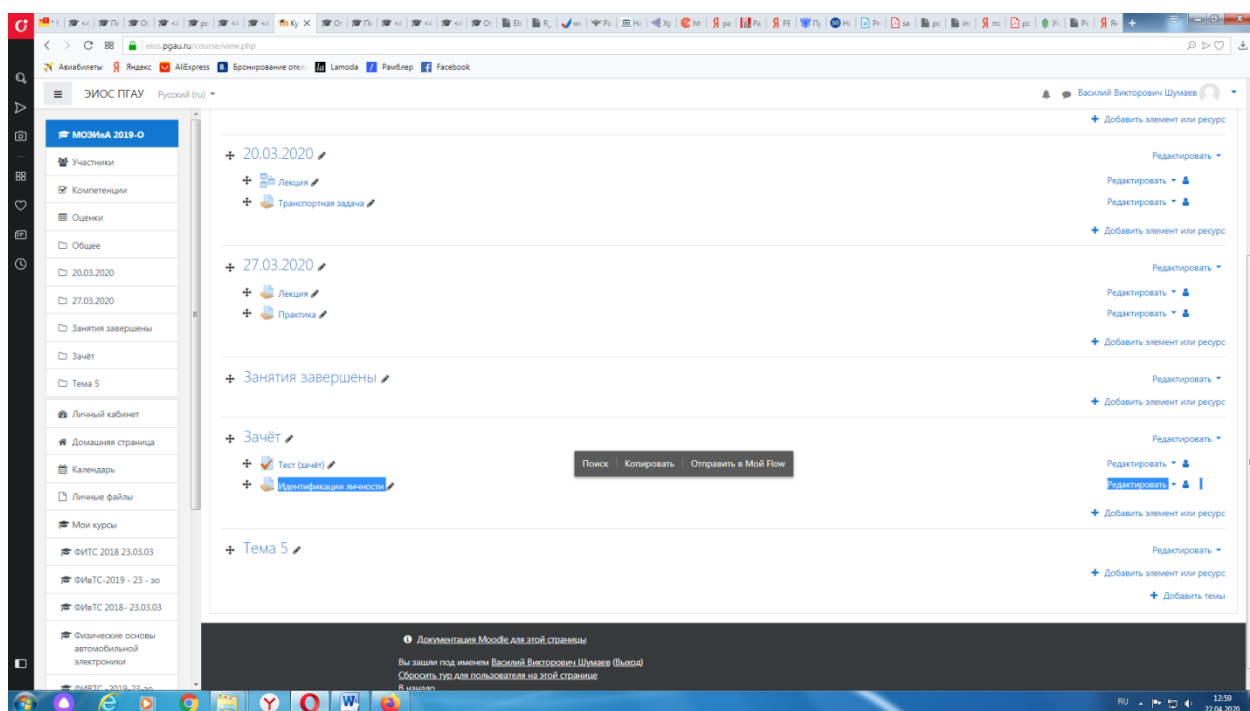 eios.pgau.ru/course/view.php
Авиабилеты Яндекс AliExpress Бронирование отел Lamoda Рамблер Facebook
ЭИОС ПГАУ Русский (ru)
Василий Викторович Шумаев
Добавить элемент или ресурс
МОЭИвА 2019-О
Участники
Компетенции
Оценки
Общее
20.03.2020
27.03.2020
Занятия завершены
Зачёт
Тема 5
Личный кабинет
Домашняя страница
Календарь
Личные файлы
Мои курсы
ФИТС 2018 23.03.03
ФИвТС-2019 - 23 - зо
ФИвТС 2018- 23.03.03
Физические основы
автомобильной
электроники
ФИВТС -2019-23-зо
20.03.2020 Редактировать
Лекция Редактировать
Транспортная задача Редактировать
Добавить элемент или ресурс
27.03.2020 Редактировать
Лекция Редактировать
Практика Редактировать
Добавить элемент или ресурс
Занятия завершены Редактировать
Добавить элемент или ресурс
Зачёт Редактировать
Тест (зачёт) Редактировать
Поиск Копировать Отправить в Мой Flow
Идентификации личности Редактировать
Добавить элемент или ресурс
Тема 5 Редактировать
Добавить элемент или ресурс
Добавить темы
Документация Moodle для этой страницы
Вы зашли под именем Василий Викторович Шумаев (Выход)
Сбросить тур для пользователя на этой странице
В начало
RU 12:59
22.04.2020